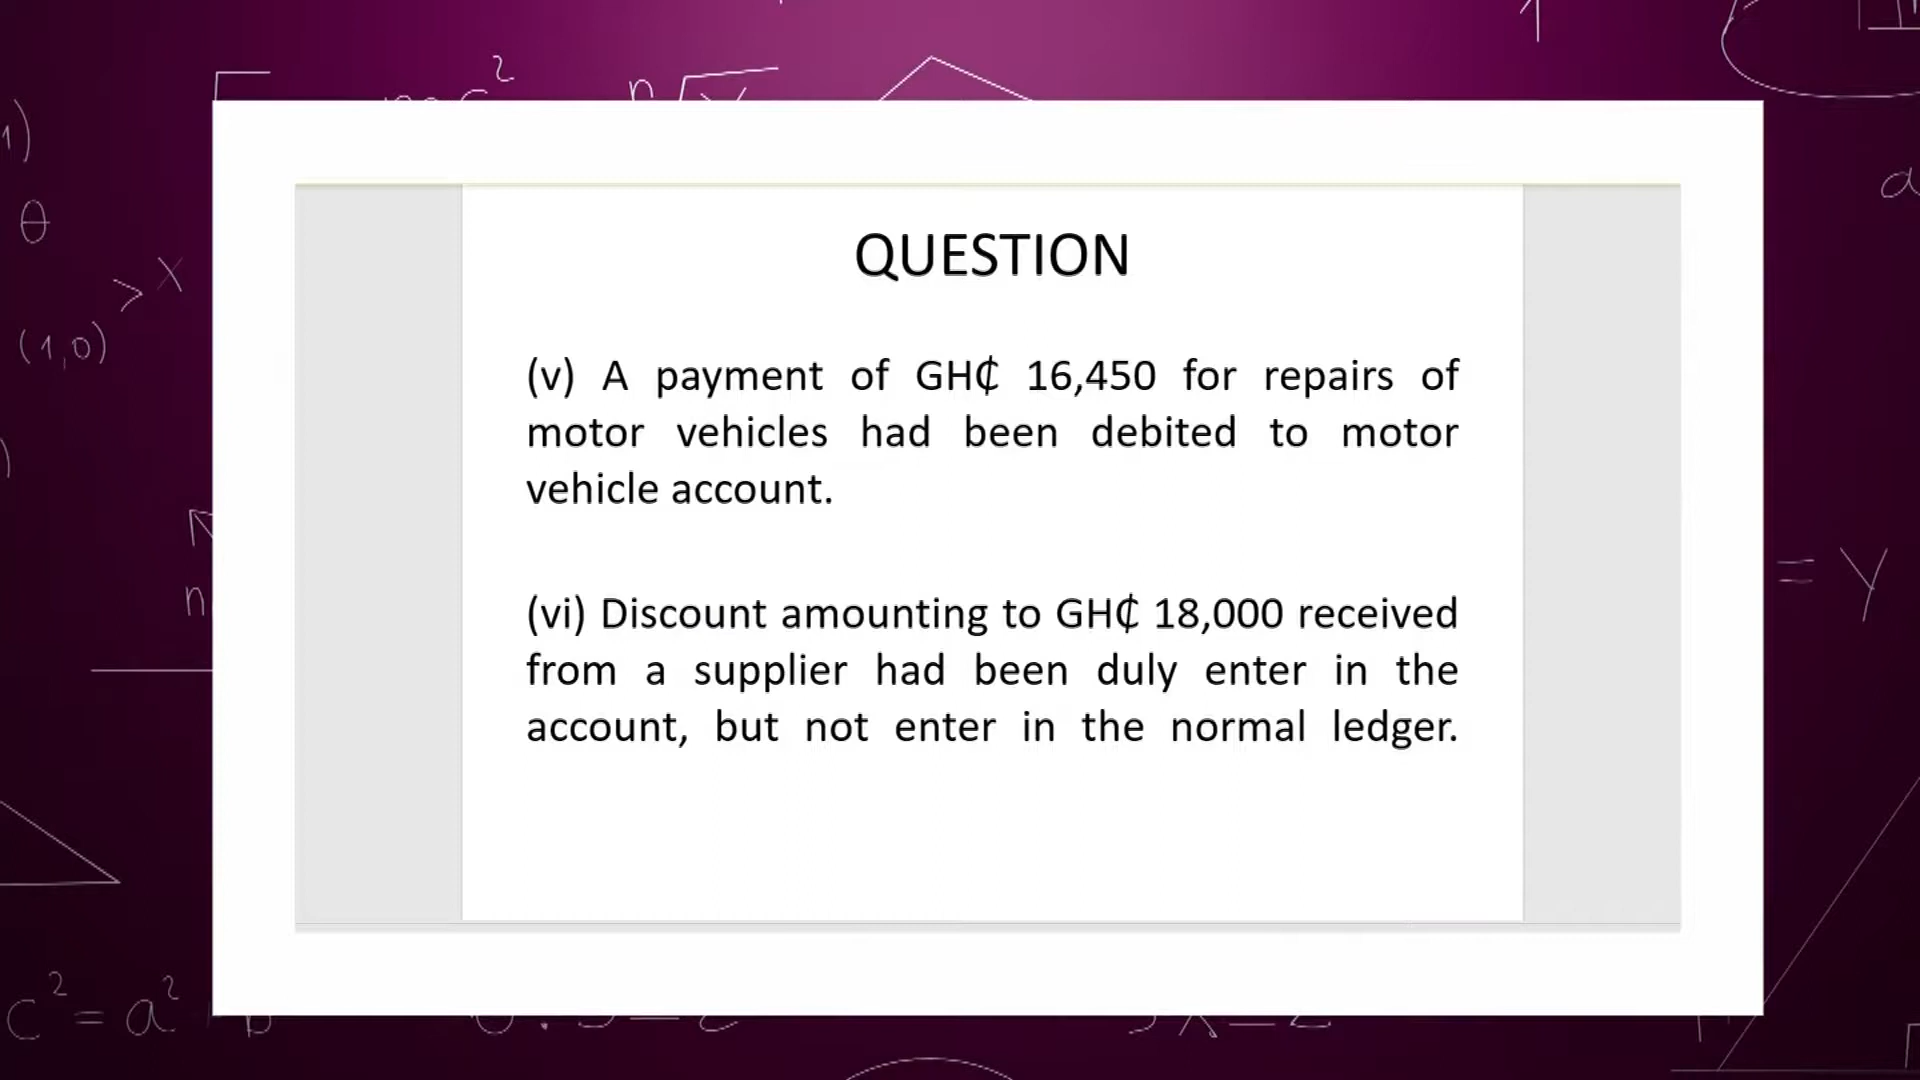 QUESTION
(v) A payment of GH₵ 16,450 for repairs of
motor vehicles had been debited to motor
vehicle account.
(vi) Discount amounting to GH₵ 18,000 received
from a supplier had been duly enter in the
account, but not enter in the normal ledger.
θ
> X
(1,0)
= Y